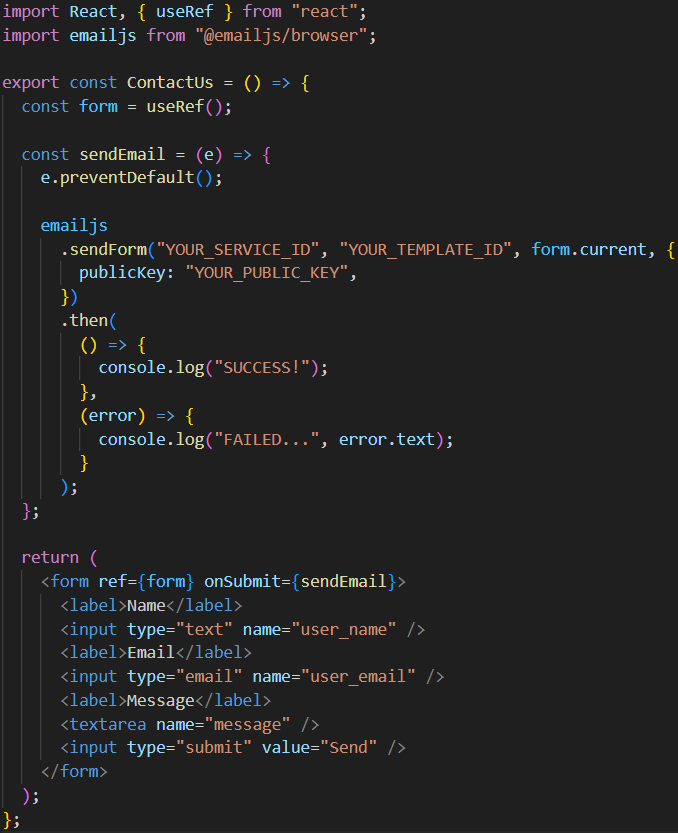 import React, { useRef } from "react";
import emailjs from "@emailjs/browser";

export const ContactUs = () => {
  const form = useRef();

  const sendEmail = (e) => {
    e.preventDefault();

    emailjs
      .sendForm("YOUR_SERVICE_ID", "YOUR_TEMPLATE_ID", form.current, {
        publicKey: "YOUR_PUBLIC_KEY",
      })
      .then(
        () => {
          console.log("SUCCESS!");
        },
        (error) => {
          console.log("FAILED...", error.text);
        }
      );
  };

  return (
    <form ref={form} onSubmit={sendEmail}>
      <label>Name</label>
      <input type="text" name="user_name" />
      <label>Email</label>
      <input type="email" name="user_email" />
      <label>Message</label>
      <textarea name="message" />
      <input type="submit" value="Send" />
    </form>
  );
};